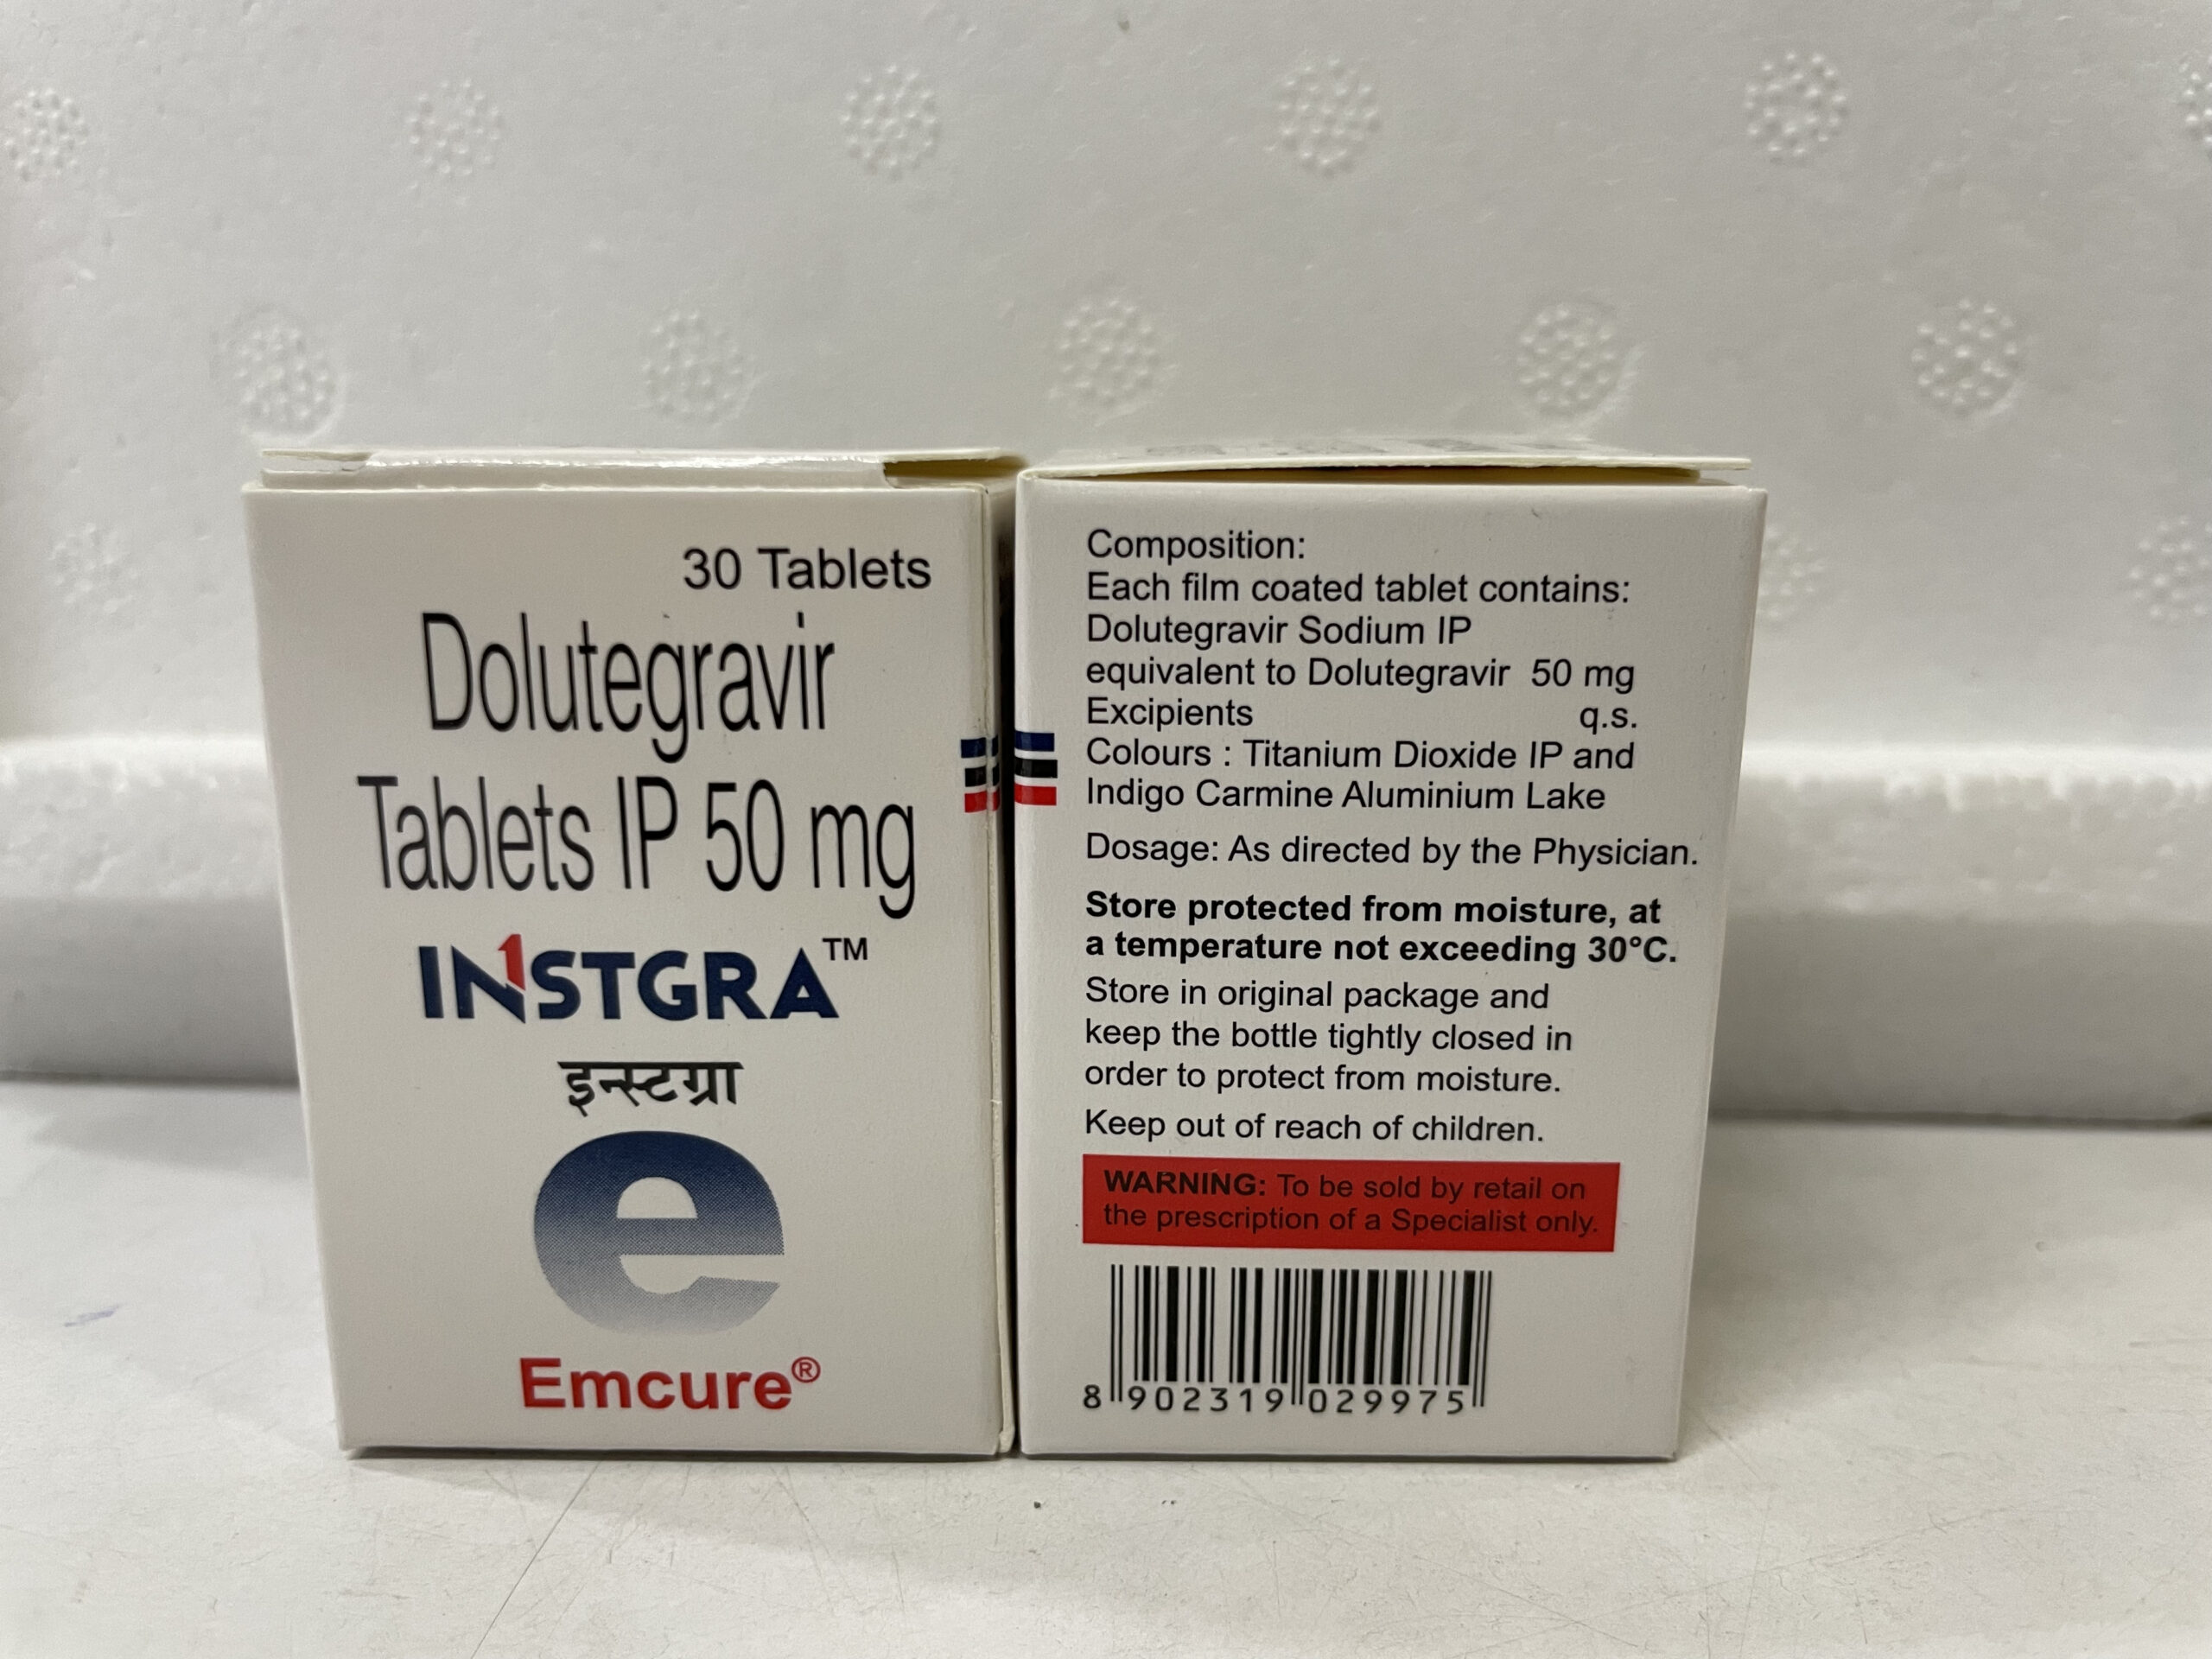 30 Tablets
Dolutegravir
Tablets IP 50 mg
INSTGRA™
इन्स्टग्रा
e
Emcure®
Composition:
Each film coated tablet contains:
Dolutegravir Sodium IP
equivalent to Dolutegravir 50 mg
Excipients q.s.
Colours : Titanium Dioxide IP and
Indigo Carmine Aluminium Lake
Dosage: As directed by the Physician.
Store protected from moisture, at
a temperature not exceeding 30°C.
Store in original package and
keep the bottle tightly closed in
order to protect from moisture.
Keep out of reach of children.
WARNING: To be sold by retail on
the prescription of a Specialist only.
8 902319 029975